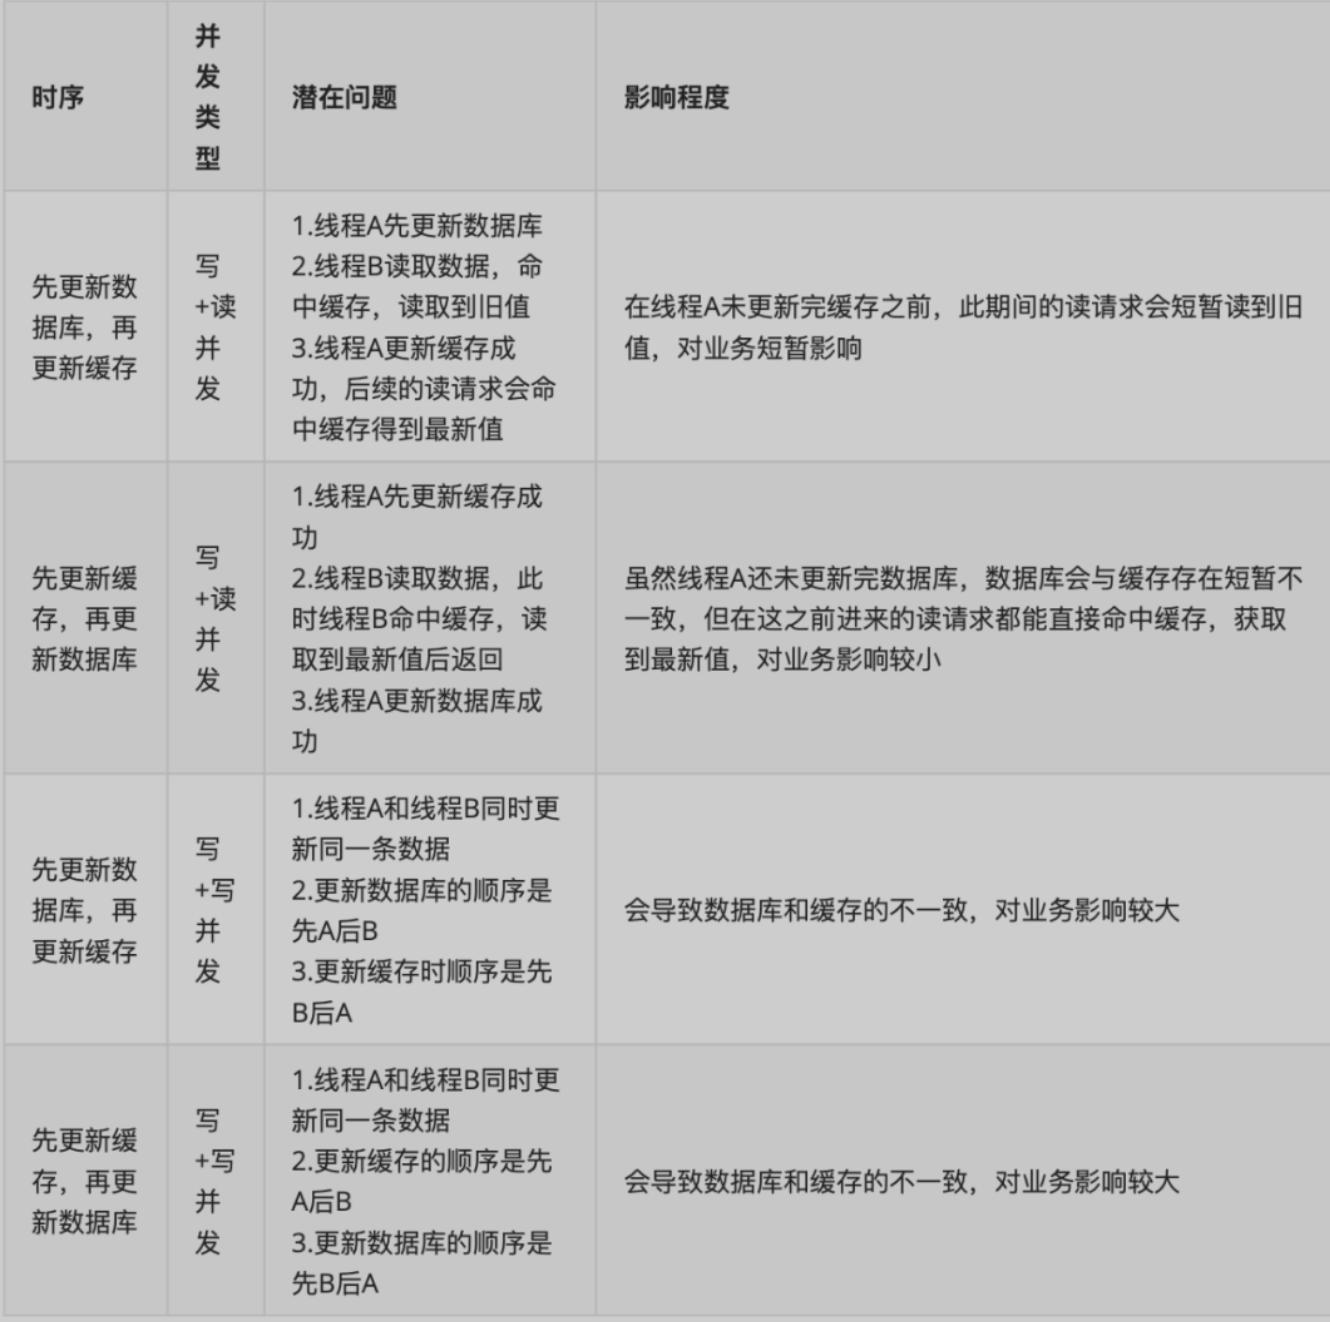 时序
并
发
类
型
潜在问题
影响程度
先更新数
据库，再
更新缓存
写
+读
并
发
1.线程A先更新数据库
2.线程B读取数据，命
中缓存，读取到旧值
3.线程A更新缓存成
功，后续的读请求会命
中缓存得到最新值
在线程A未更新完缓存之前，此期间的读请求会短暂读到旧
值，对业务短暂影响
先更新缓
存，再更
新数据库
写
+读
并
发
1.线程A先更新缓存成
功
2.线程B读取数据，此
时线程B命中缓存，读
取到最新值后返回
3.线程A更新数据库成
功
虽然线程A还未更新完数据库，数据库会与缓存存在短暂不
一致，但在这之前进来的读请求都能直接命中缓存，获取
到最新值，对业务影响较小
先更新数
据库，再
更新缓存
写
+写
并
发
1.线程A和线程B同时更
新同一条数据
2.更新数据库的顺序是
先A后B
3.更新缓存时顺序是先
B后A
会导致数据库和缓存的不一致，对业务影响较大
先更新缓
存，再更
新数据库
写
+写
并
发
1.线程A和线程B同时更
新同一条数据
2.更新缓存的顺序是先
A后B
3.更新数据库的顺序是
先B后A
会导致数据库和缓存的不一致，对业务影响较大